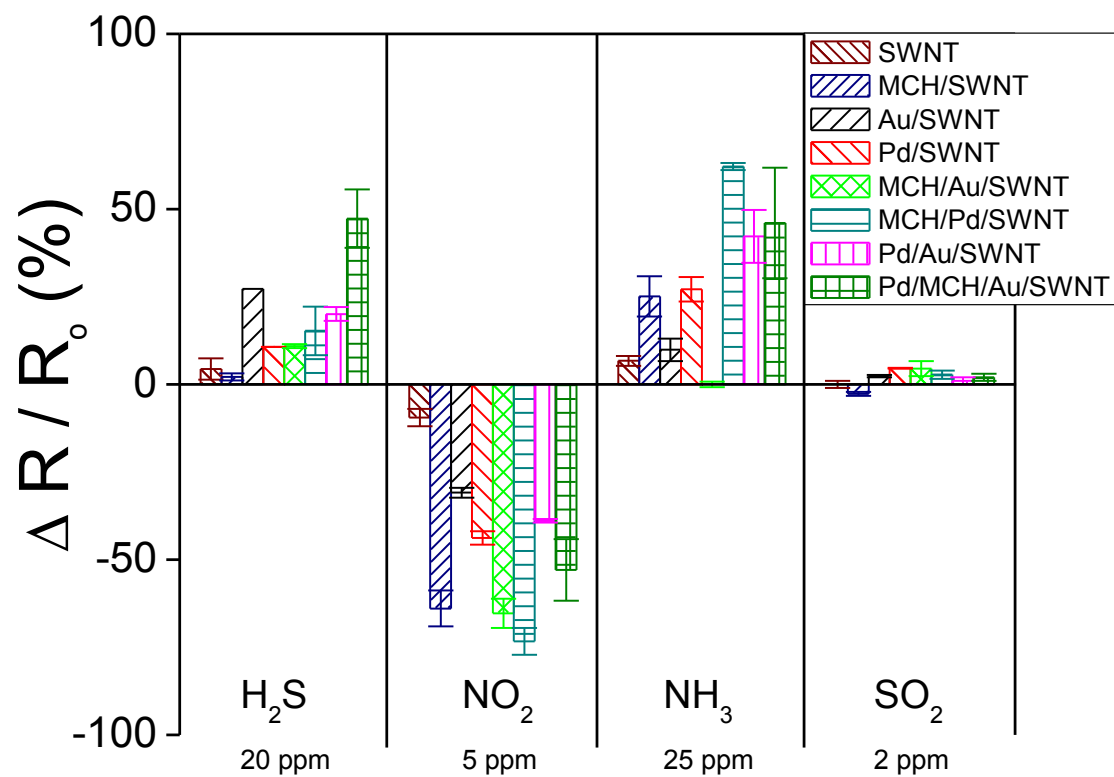 Δ R / R₀ (%)
100
50
0
-50
-100
SWNT
MCH/SWNT
Au/SWNT
Pd/SWNT
MCH/Au/SWNT
MCH/Pd/SWNT
Pd/Au/SWNT
Pd/MCH/Au/SWNT
H₂S
NO₂
NH₃
SO₂
20 ppm
5 ppm
25 ppm
2 ppm